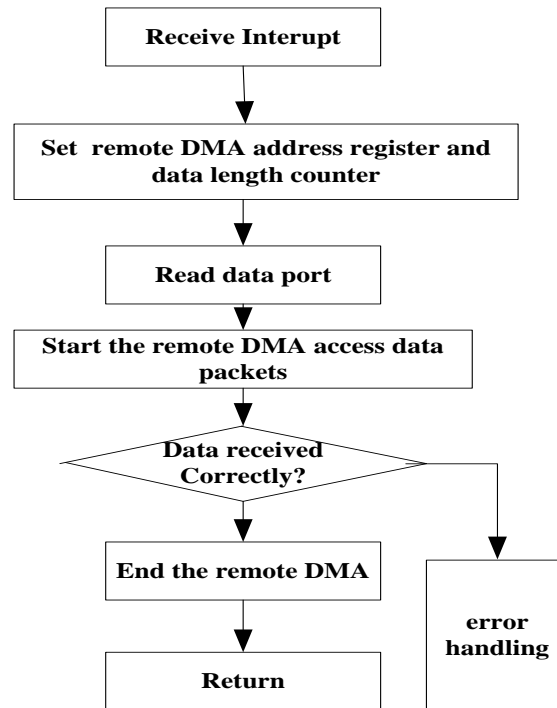 Receive Interupt
Set remote DMA address register and
data length counter
Read data port
Start the remote DMA access data
packets
Data received
Correctly?
End the remote DMA
error
handling
Return